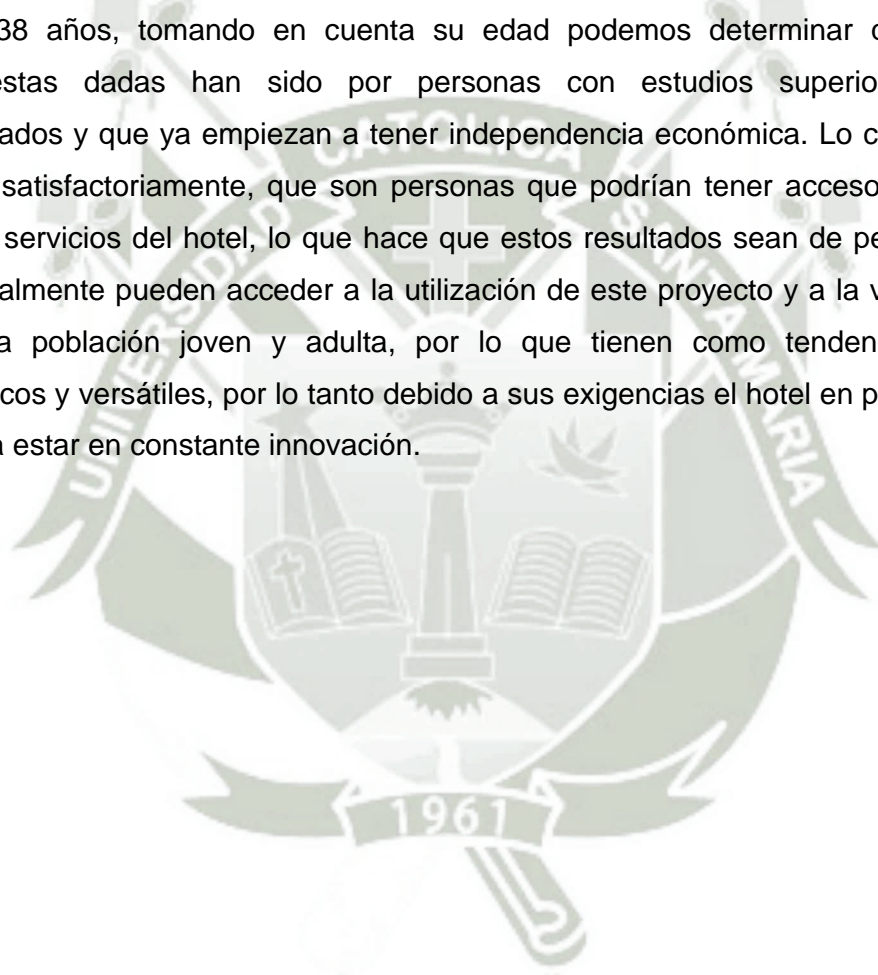 38 años, tomando en cuenta su edad podemos determinar
estas dadas han sido por personas con estudios
ados y que ya empiezan a tener independencia económica. Lo
satisfactoriamente, que son personas que podrían tener acceso
servicios del hotel, lo que hace que estos resultados sean de
almente pueden acceder a la utilización de este proyecto y a la
a población joven y adulta, por lo que tienen como
cos y versátiles, por lo tanto debido a sus exigencias el hotel en
a estar en constante innovación.
UNIVERSIDAD CATOLICA SANTA MARIA
1961